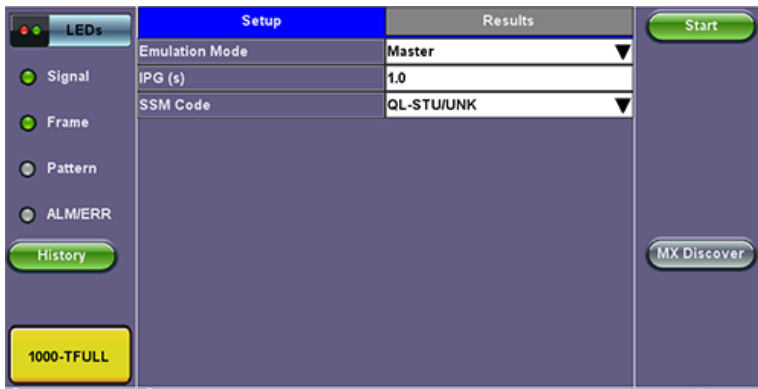 LEDs
Setup
Results
Start
Emulation Mode
Master
Signal
IPG (s)
1.0
SSM Code
QL-STU/UNK
Frame
Pattern
ALM/ERR
History
MX Discover
1000-TFULL